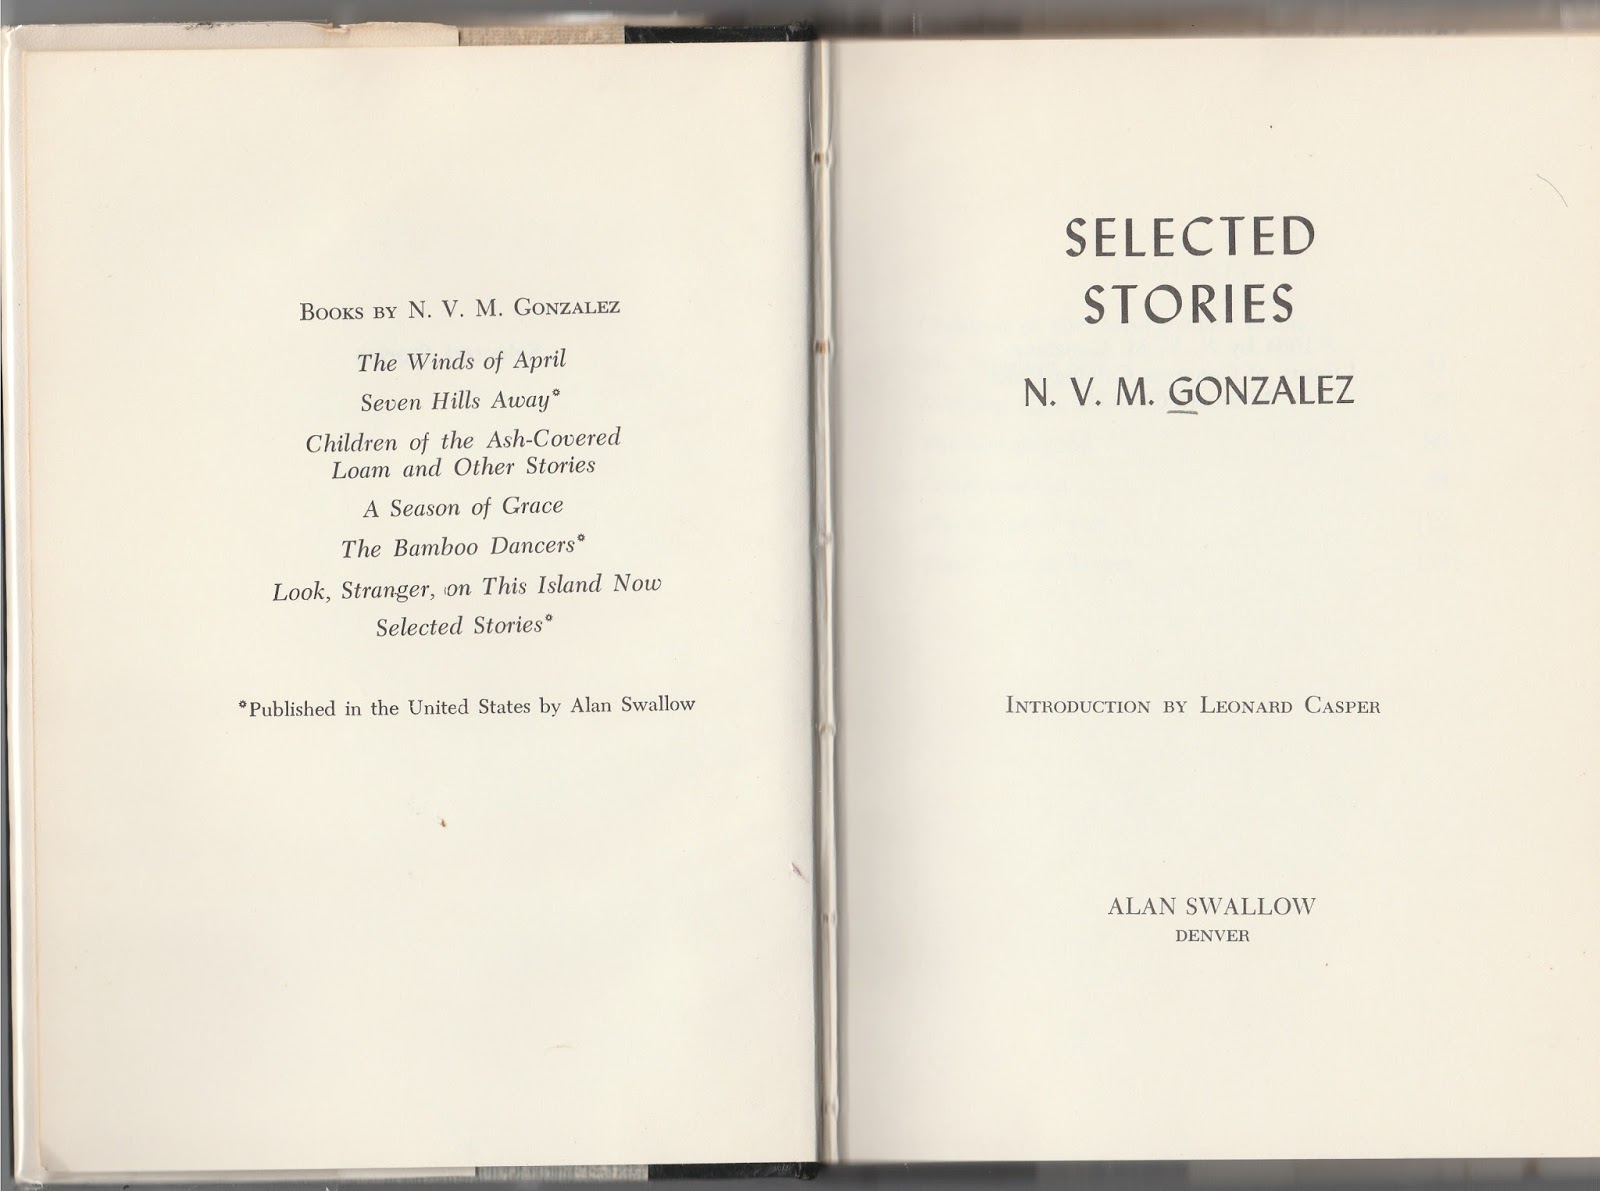 Books by N. V. M. Gonzalez
The Winds of April
Seven Hills Away*
Children of the Ash-Covered
Loam and Other Stories
A Season of Grace
The Bamboo Dancers*
Look, Stranger, on This Island Now
Selected Stories*
*Published in the United States by Alan Swallow
SELECTED
STORIES
N. V. M. GONZALEZ
Introduction by Leonard Casper
ALAN SWALLOW
DENVER